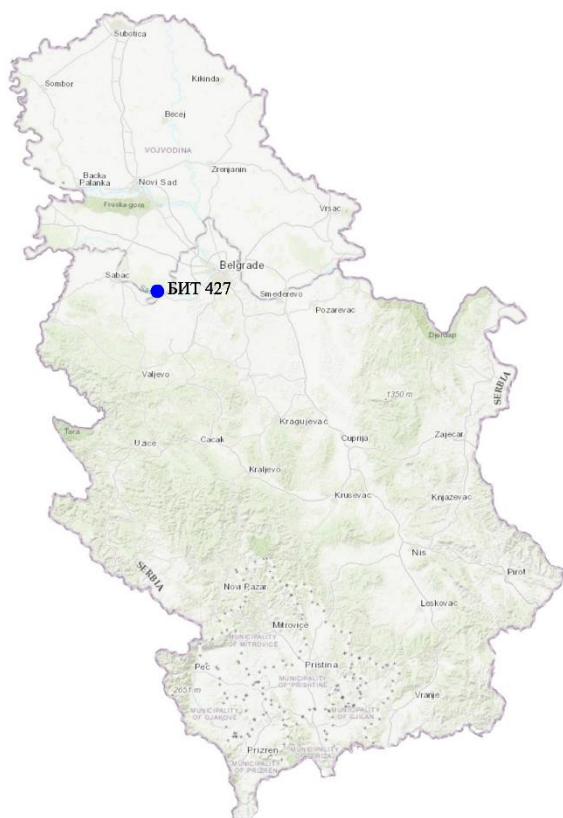 Subotica
Sombor
Kikinda
Becej
VOJVODINA
Backa
Palanka
Novi Sad
Zrenjanin
Fruska gora
Vrsac
Belgrade
Sabac
БИТ 427
Smederevo
Pozarevac
Djerdap
SERBIA
Valjevo
1350 m
Tara
Uzice
Cacak
Kragujevac
Cuprija
Zajecar
Kraljevo
Krusevac
Knjazevac
Nis
Pirot
SERBIA
Novi Pazar
Leskovac
Mitrovice
MUNICIPALITY
OF MITROVICE
Pec
Pristina
2651 m
MUNICIPALITY
OF PRISHTINE
Vranje
MUNICIPALITY
OF GJAKOVE
MUNICIPALITY
OF GJILAN
Prizren
MUNICIPALITY
OF PRIZREN
MUNICIPALITY